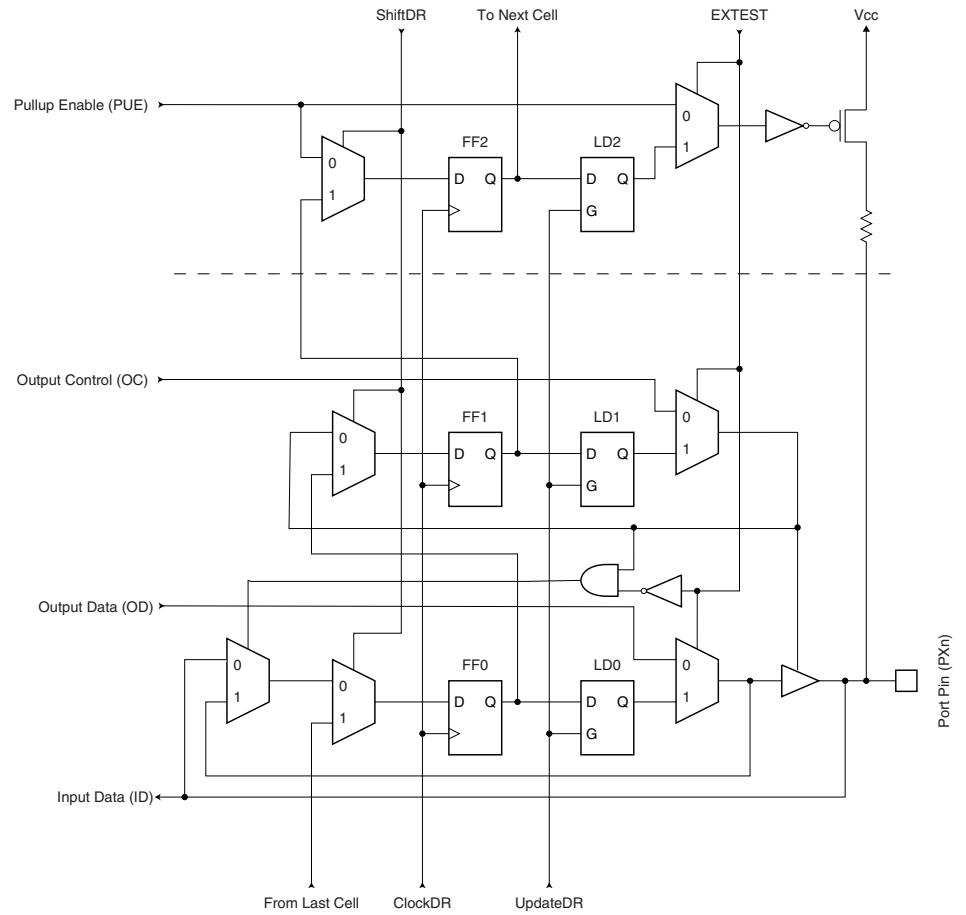 ShiftDR To Next Cell EXTEST Vcc
Pullup Enable (PUE)
0
1
FF2 LD2
0
1
D Q D Q
G
Output Control (OC)
FF1 LD1
0
1
0
1
D Q D Q
G
Output Data (OD)
0
1
0
1
FF0 LD0
0
1
D Q D Q
G
Port Pin (PXn)
Input Data (ID)
From Last Cell ClockDR UpdateDR